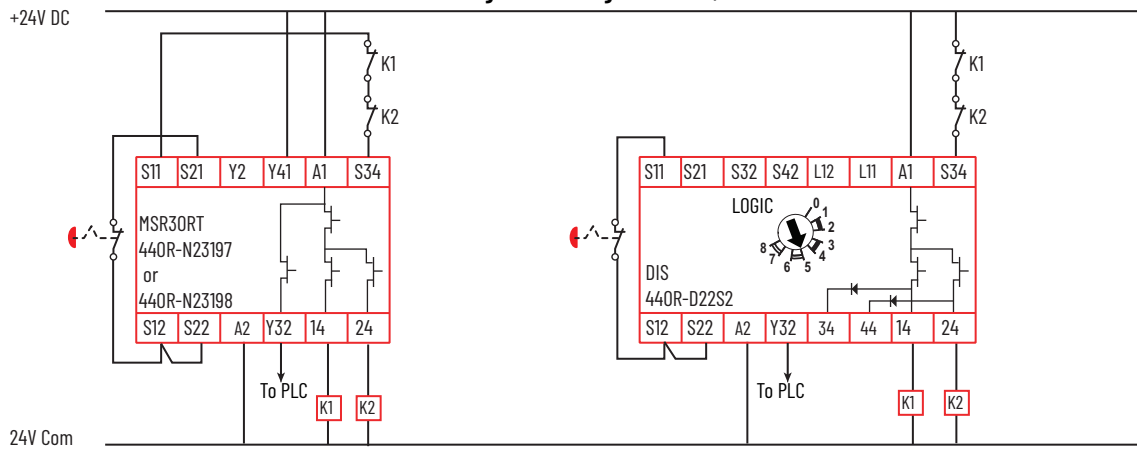 +24V DC
K1
K2
S11 S21 Y2 Y41 A1 S34
MSR30RT
440R-N23197
or
440R-N23198
S12 S22 A2 Y32 14 24
To PLC
K1 K2
K1
K2
S11 S21 S32 S42 L12 L11 A1 S34
LOGIC
0
1
2
3
4
5
6
7
8
DIS
440R-D22S2
S12 S22 A2 Y32 34 44 14 24
To PLC
K1 K2
24V Com